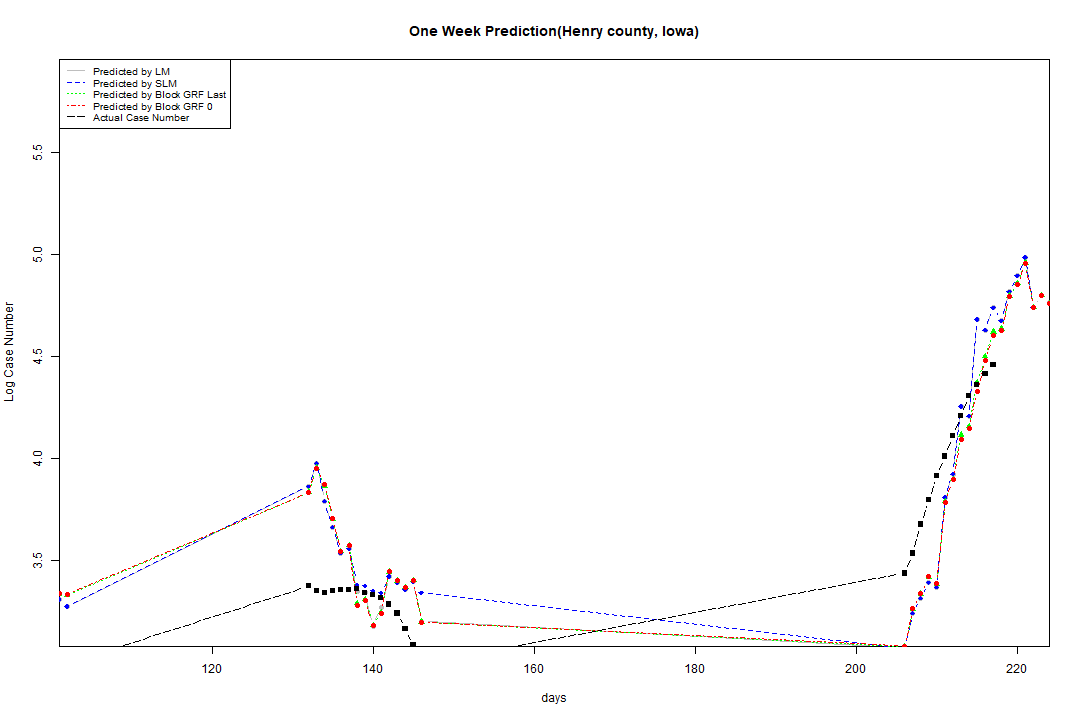 One Week Prediction(Henry county, Iowa)
Predicted by LM
Predicted by SLM
Predicted by Block GRF Last
Predicted by Block GRF 0
Actual Case Number
5.5
5.0
4.5
4.0
3.5
Log Case Number
120 140 160 180 200 220
days